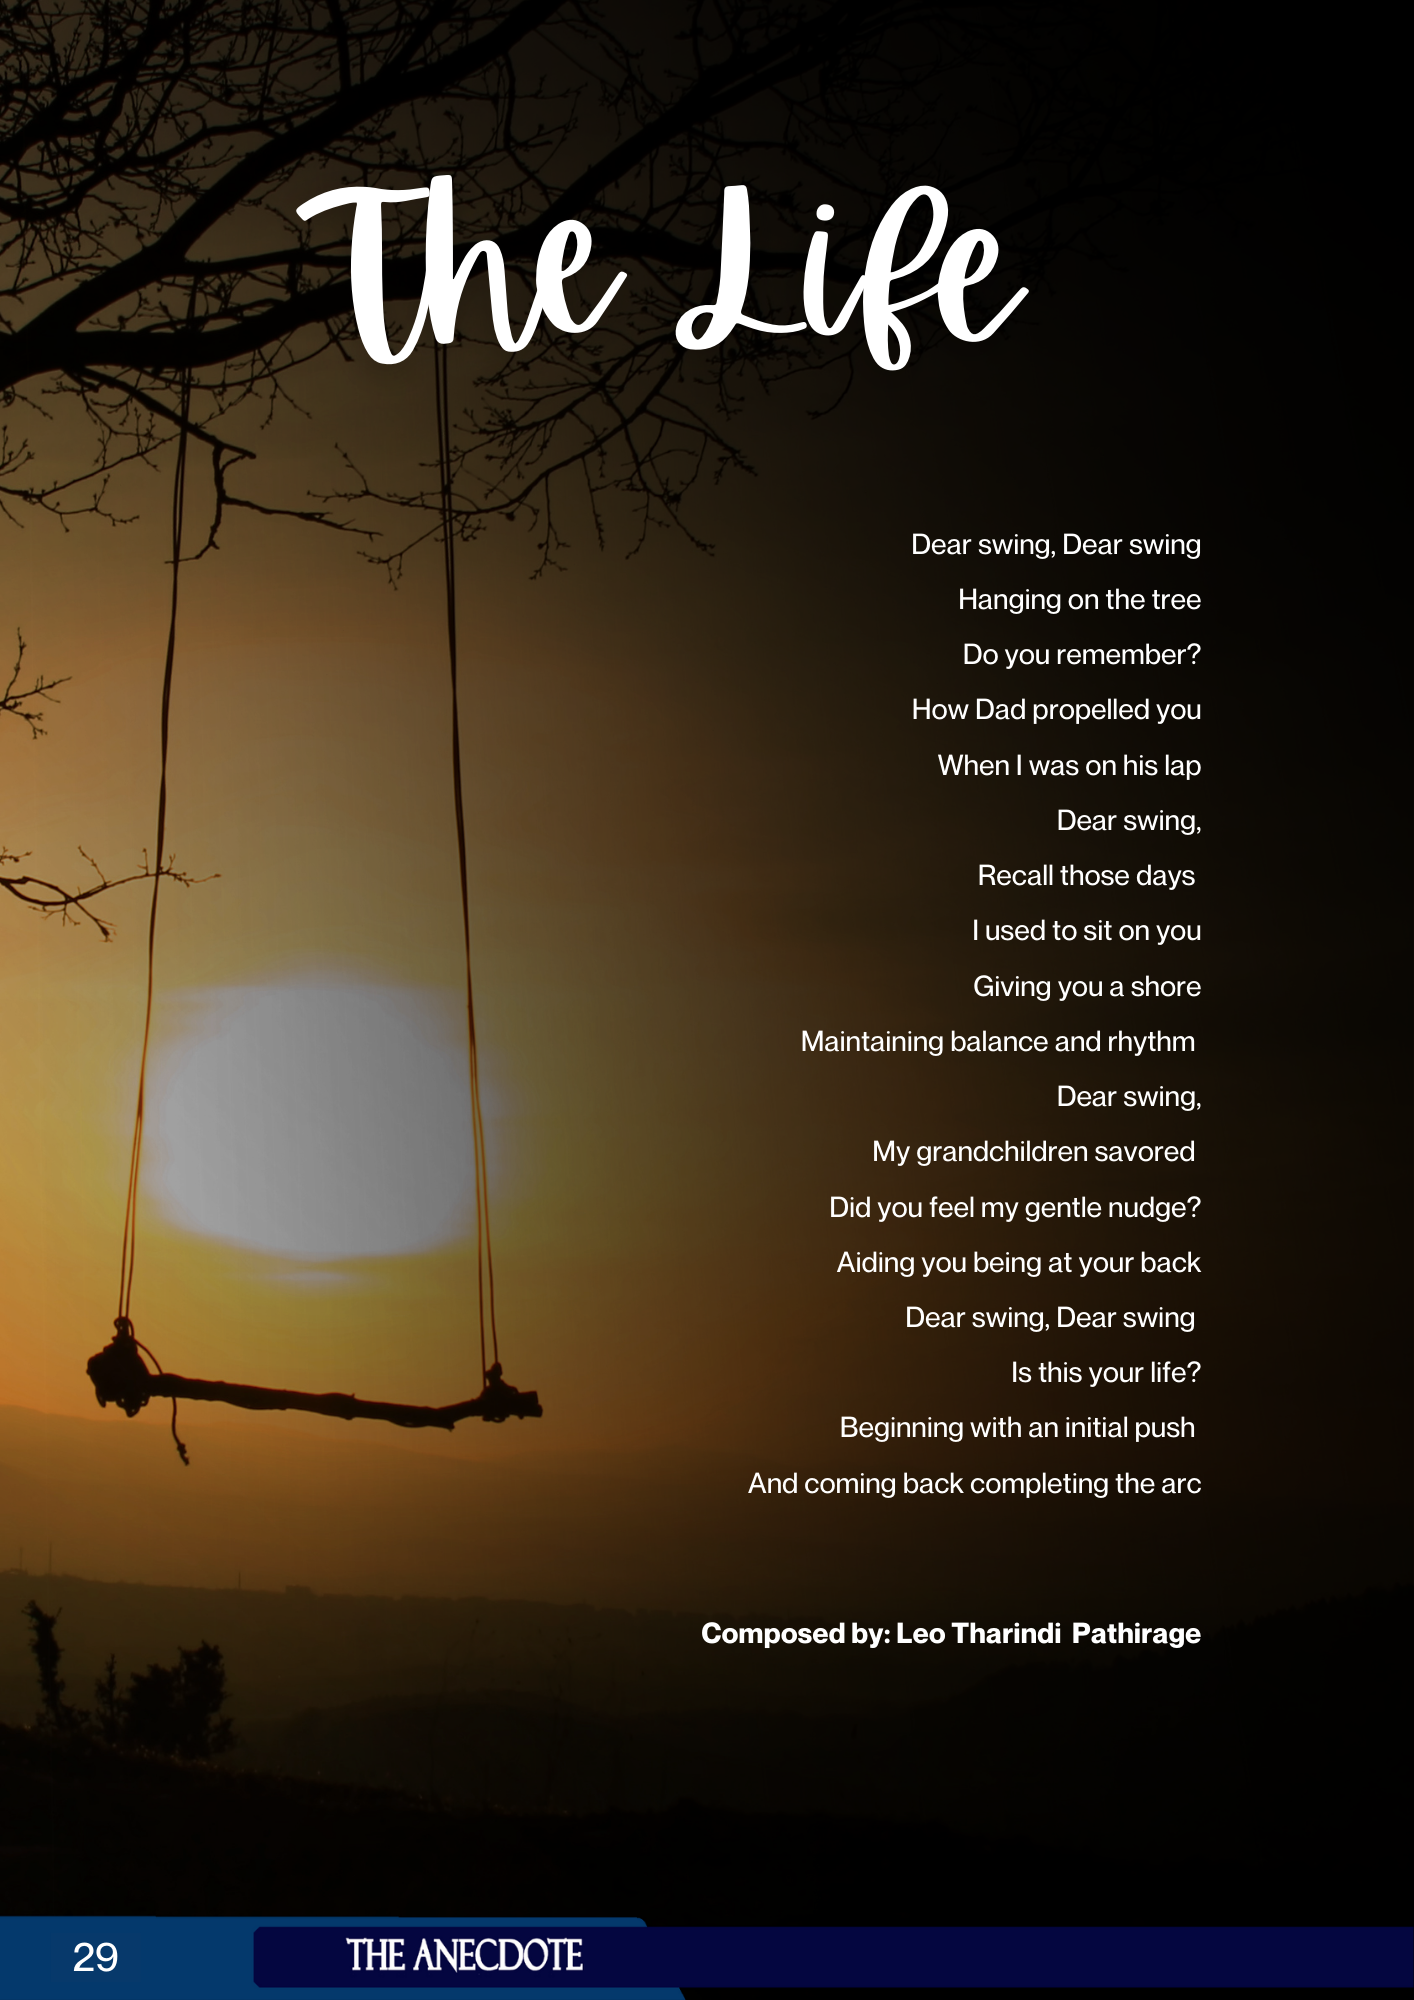 The Life
Dear swing, Dear swing
Hanging on the tree
Do you remember?
How Dad propelled you
When I was on his lap
Dear swing,
Recall those days
I used to sit on you
Giving you a shore
Maintaining balance and rhythm
Dear swing,
My grandchildren savored
Did you feel my gentle nudge?
Aiding you being at your back
Dear swing, Dear swing
Is this your life?
Beginning with an initial push
And coming back completing the arc
Composed by: Leo Tharindi Pathirage
29
THE ANECDOTE